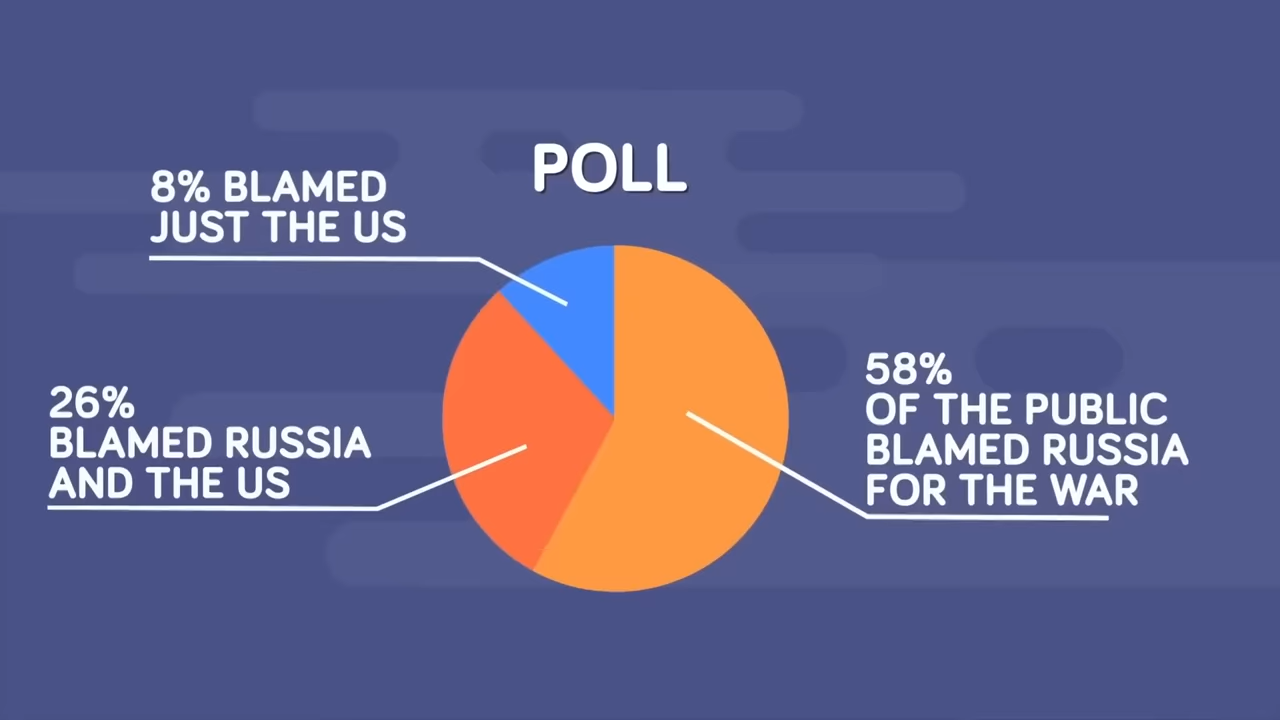 POLL
8% BLAMED
JUST THE US
26%
BLAMED RUSSIA
AND THE US
58%
OF THE PUBLIC
BLAMED RUSSIA
FOR THE WAR